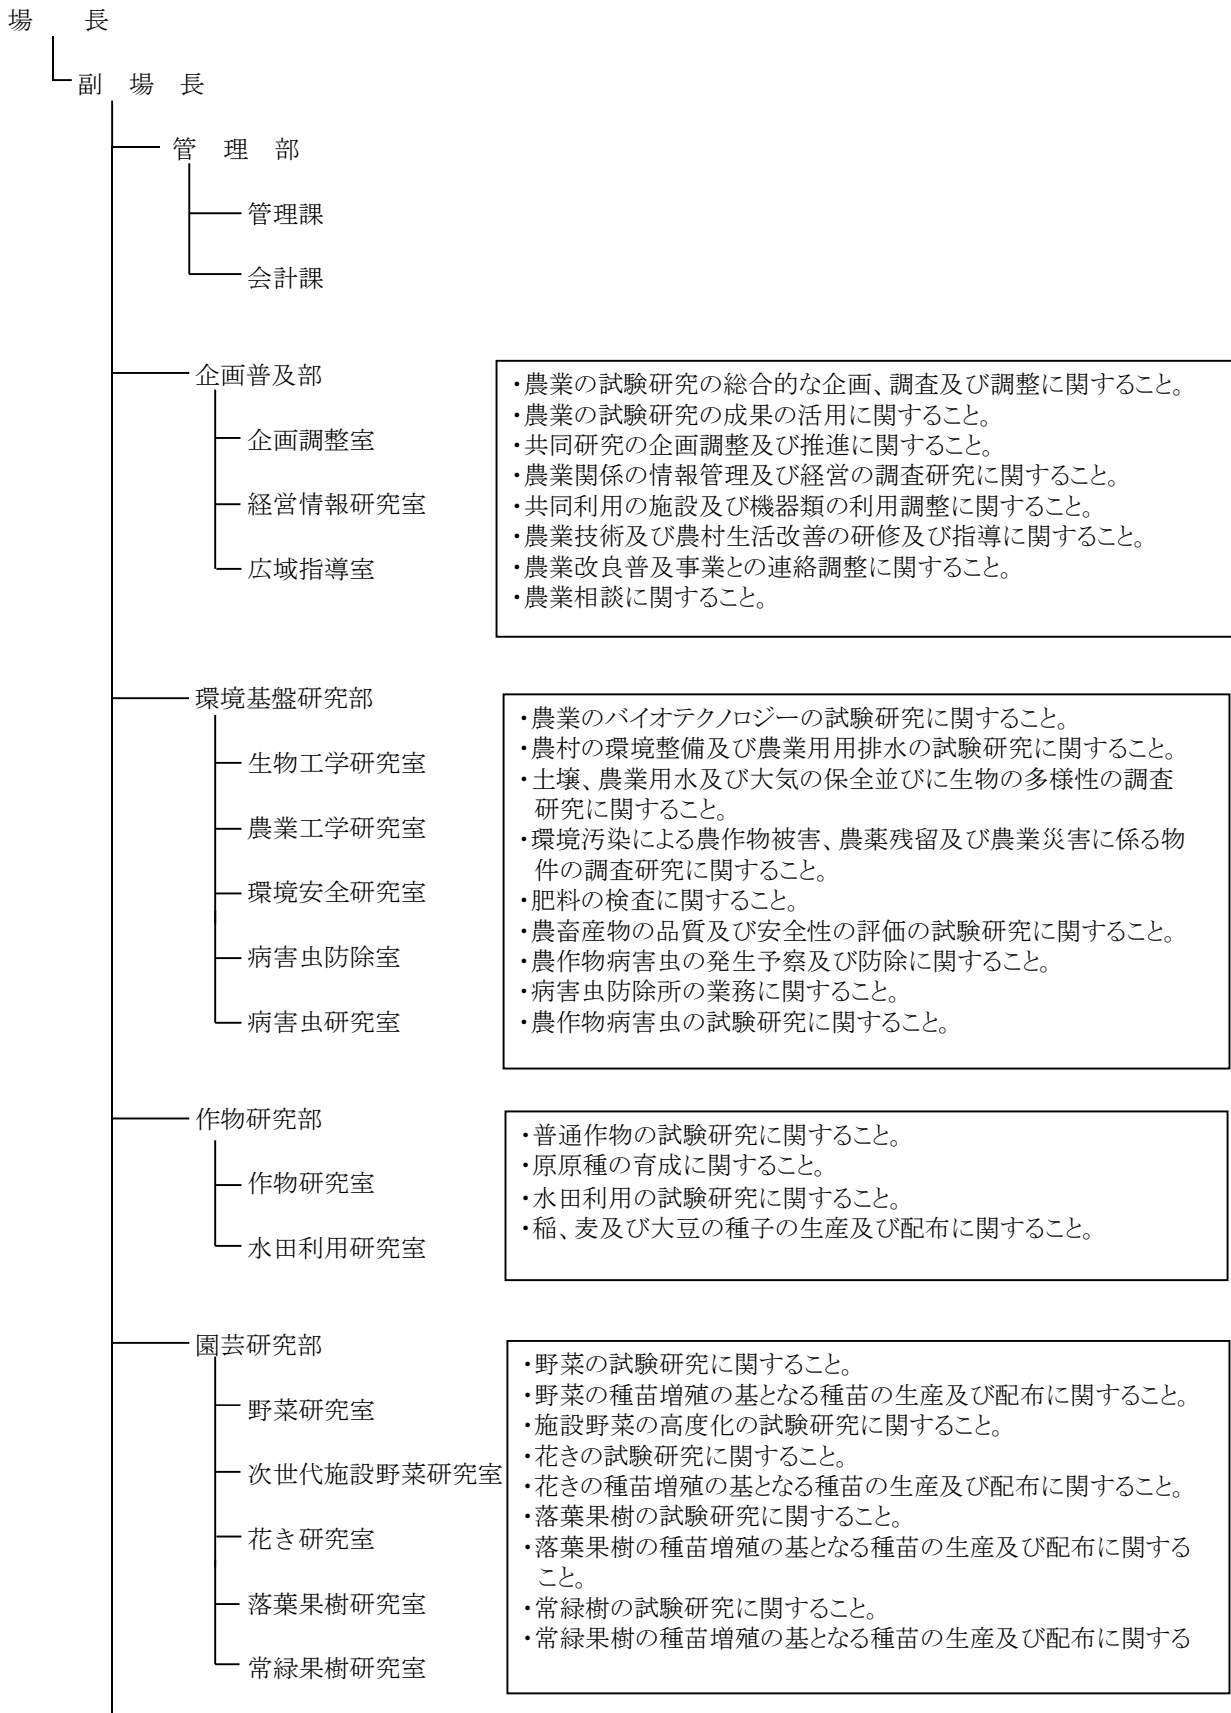 場　長
副　場　長
管　理　部
管理課
会計課
企画普及部
企画調整室
経営情報研究室
広域指導室
・農業の試験研究の総合的な企画、調査及び調整に関すること。
・農業の試験研究の成果の活用に関すること。
・共同研究の企画調整及び推進に関すること。
・農業関係の情報管理及び経営の調査研究に関すること。
・共同利用の施設及び機器類の利用調整に関すること。
・農業技術及び農村生活改善の研修及び指導に関すること。
・農業改良普及事業との連絡調整に関すること。
・農業相談に関すること。
環境基盤研究部
生物工学研究室
農業工学研究室
環境安全研究室
病害虫防除室
病害虫研究室
・農業のバイオテクノロジーの試験研究に関すること。
・農村の環境整備及び農業用用排水の試験研究に関すること。
・土壌、農業用水及び大気の保全並びに生物の多様性の調査
研究に関すること。
・環境汚染による農作物被害、農薬残留及び農業災害に係る物
件の調査研究に関すること。
・肥料の検査に関すること。
・農畜産物の品質及び安全性の評価の試験研究に関すること。
・農作物病害虫の発生予察及び防除に関すること。
・病害虫防除所の業務に関すること。
・農作物病害虫の試験研究に関すること。
作物研究部
作物研究室
水田利用研究室
・普通作物の試験研究に関すること。
・原原種の育成に関すること。
・水田利用の試験研究に関すること。
・稲、麦及び大豆の種子の生産及び配布に関すること。
園芸研究部
野菜研究室
次世代施設野菜研究室
花き研究室
落葉果樹研究室
常緑果樹研究室
・野菜の試験研究に関すること。
・野菜の種苗増殖の基となる種苗の生産及び配布に関すること。
・施設野菜の高度化の試験研究に関すること。
・花きの試験研究に関すること。
・花きの種苗増殖の基となる種苗の生産及び配布に関すること。
・落葉果樹の試験研究に関すること。
・落葉果樹の種苗増殖の基となる種苗の生産及び配布に関する
こと。
・常緑樹の試験研究に関すること。
・常緑果樹の種苗増殖の基となる種苗の生産及び配布に関する